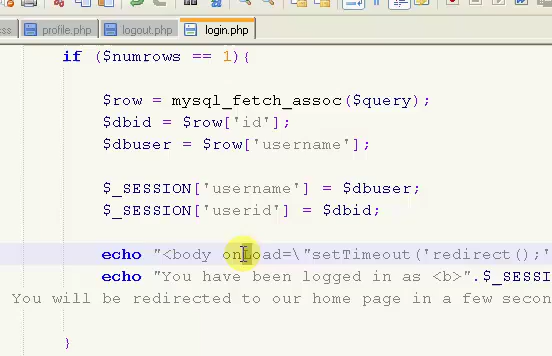 ss profile.php logout.php login.php
if ($numrows == 1){
$row = mysql_fetch_assoc($query);
$dbid = $row['id'];
$dbuser = $row['username'];
$_SESSION['username'] = $dbuser;
$_SESSION['userid'] = $dbid;
echo "<body onLoad=\"setTimeout('redirect();'
echo "You have been logged in as <b>".$_SESSI
You will be redirected to our home page in a few secon
}